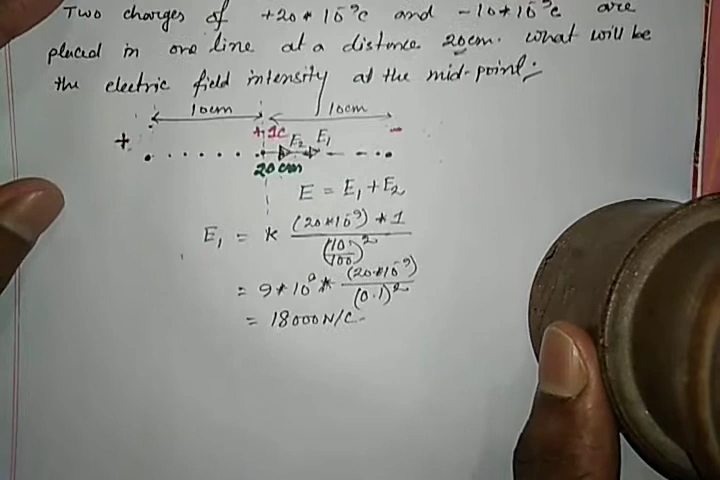 Two charges of +20*10⁻⁹c and -10*10⁻⁹c are
placed in one line at a distance 20cm. What will be
the electric field intensity at the mid-point:-
10cm 10cm
+ +1C E₂ E₁ -
20cm
E = E₁+E₂
E₁ = K (20*10⁻⁹)*1 / (10/100)²
= 9*10⁹ * (20*10⁻⁹) / (0.1)²
= 18000N/C-